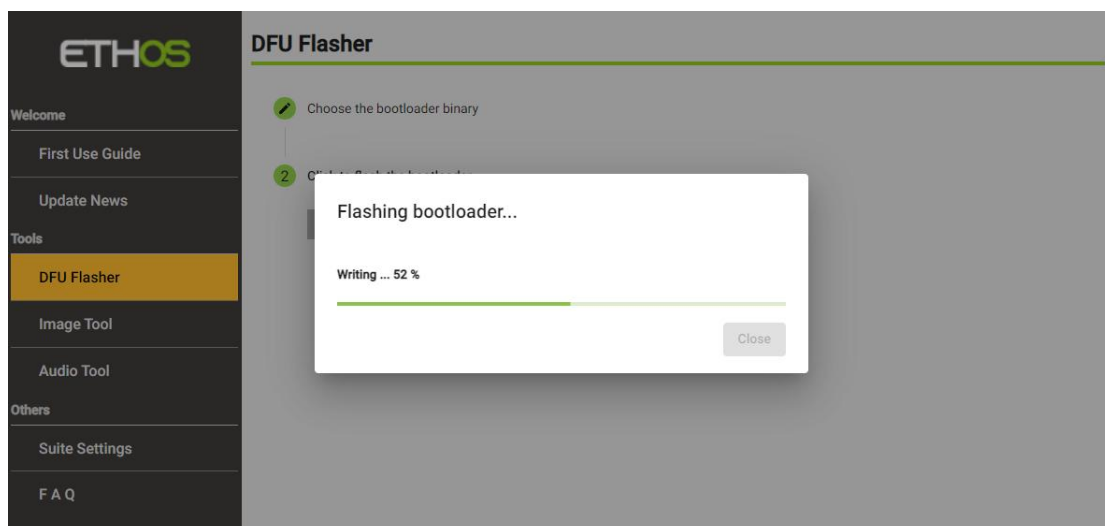 ETHOS
DFU Flasher
Welcome
First Use Guide
Update News
Tools
DFU Flasher
Image Tool
Audio Tool
Others
Suite Settings
F A Q
Choose the bootloader binary
2
Flashing bootloader...
Writing ... 52 %
Close